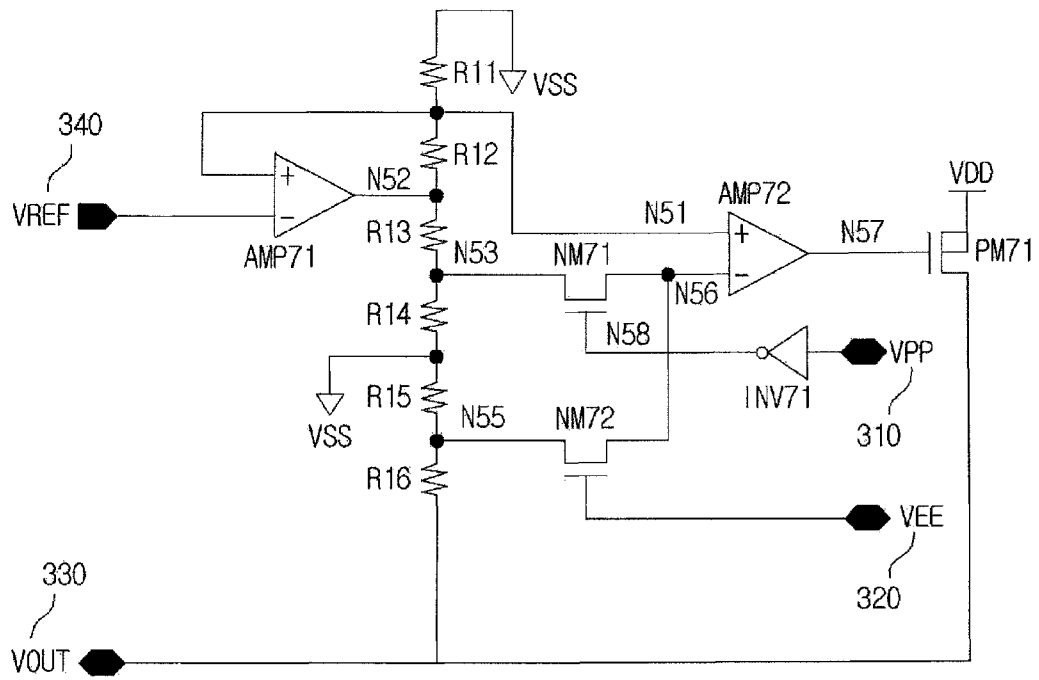 R11
VSS
340
R12
VDD
N52
AMP72
VREF
N51
R13
N57
AMP71
N53
NM71
PM71
N56
R14
N58
VPP
INV71
R15
310
VSS
N55
NM72
R16
VEE
330
320
VOUT